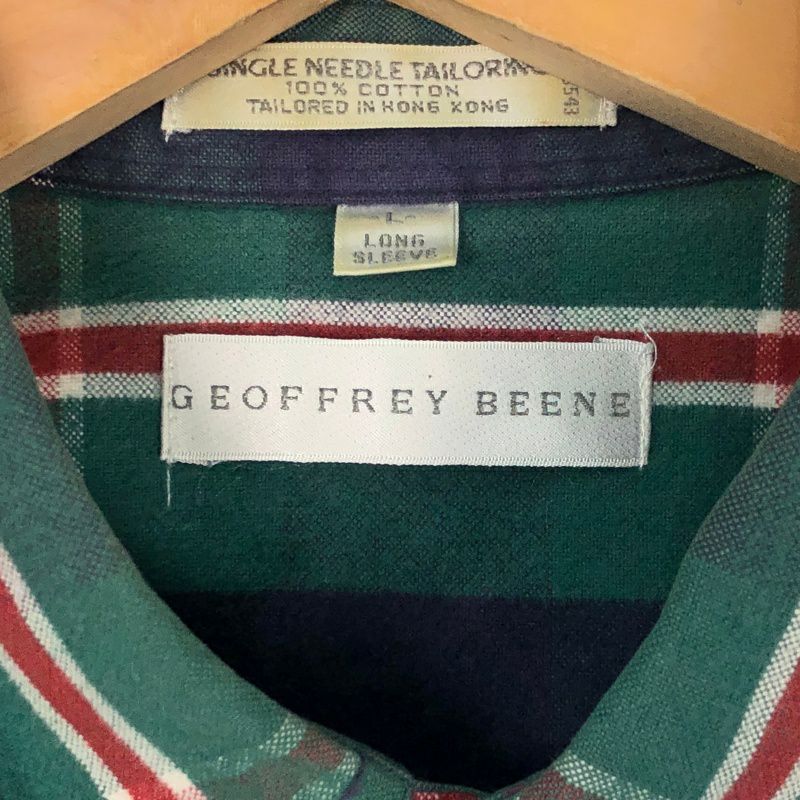 SINGLE NEEDLE TAILORING
100% COTTON
TAILORED IN HONG KONG
-L-
LONG
SLEEVE
GEOFFREY BEENE